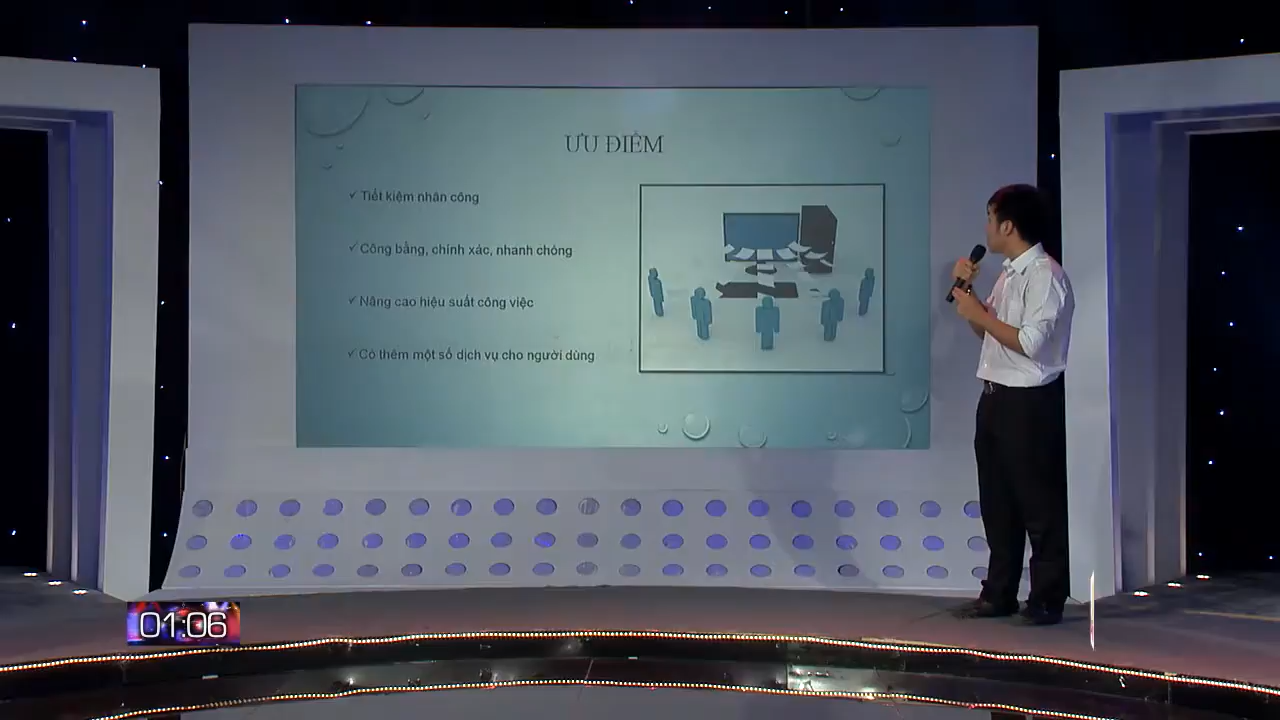 ƯU ĐIỂM
✓ Tiết kiệm nhân công
✓ Công bằng, chính xác, nhanh chóng
✓ Nâng cao hiệu suất công việc
✓ Có thêm một số dịch vụ cho người dùng
01:06